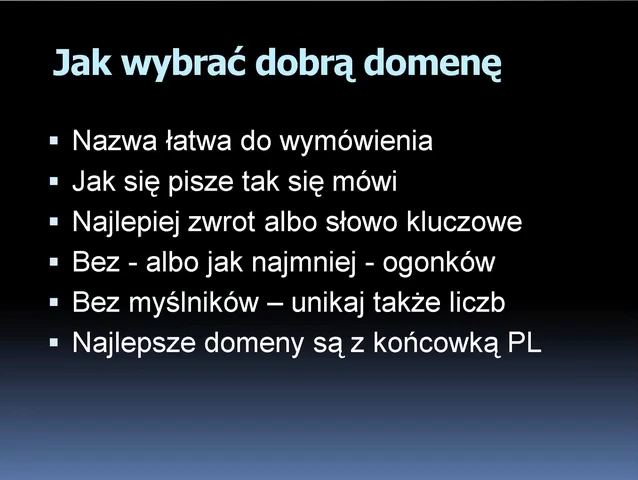 Jak wybrać dobrą domenę
▪ Nazwa łatwa do wymówienia
▪ Jak się pisze tak się mówi
▪ Najlepiej zwrot albo słowo kluczowe
▪ Bez - albo jak najmniej - ogonków
▪ Bez myślników – unikaj także liczb
▪ Najlepsze domeny są z końcowką PL